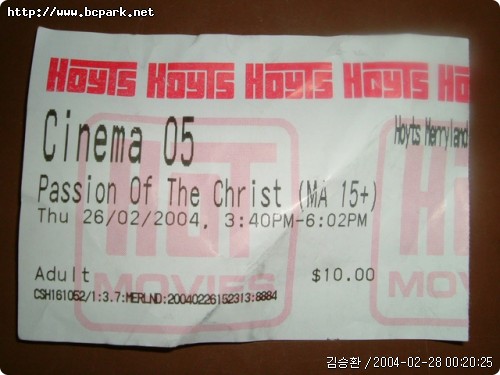 http://www.bcpark.net
HOYTS HOYTS HOYTS HOYTS HOYTS
Cinema 05
Hoyts Merryland
Passion Of The Christ (MA 15+)
Thu 26/02/2004, 3:40PM-6:02PM
HOT
MOVIES
Adult
$10.00
CSH161052/1:3.7:MERLND:20040226152313:8884
김승환 / 2004-02-28 00:20:25